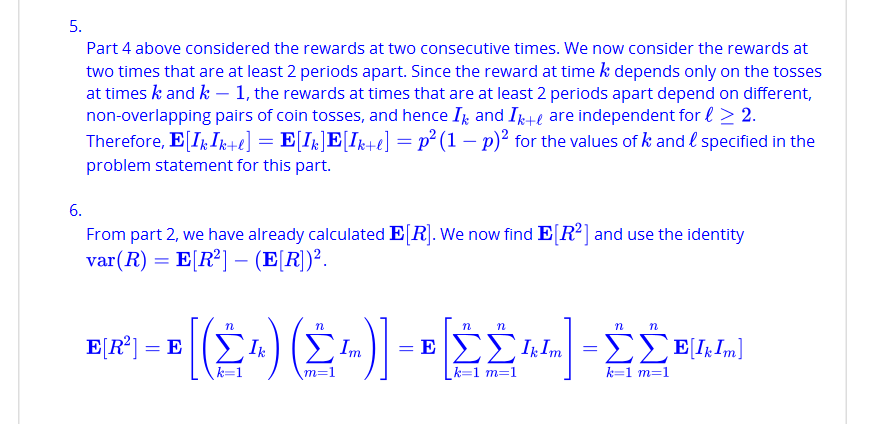 5.
Part 4 above considered the rewards at two consecutive times. We now consider the rewards at
two times that are at least 2 periods apart. Since the reward at time k depends only on the tosses
at times k and k − 1, the rewards at times that are at least 2 periods apart depend on different,
non-overlapping pairs of coin tosses, and hence I_k and I_{k+ℓ} are independent for ℓ ≥ 2.
Therefore, E[I_k I_{k+ℓ}] = E[I_k]E[I_{k+ℓ}] = p²(1 − p)² for the values of k and ℓ specified in the
problem statement for this part.
6.
From part 2, we have already calculated E[R]. We now find E[R²] and use the identity
var(R) = E[R²] − (E[R])².
E[R²] = E[(∑_{k=1}^{n} I_k)(∑_{m=1}^{n} I_m)] = E[∑_{k=1}^{n} ∑_{m=1}^{n} I_k I_m] = ∑_{k=1}^{n} ∑_{m=1}^{n} E[I_k I_m]